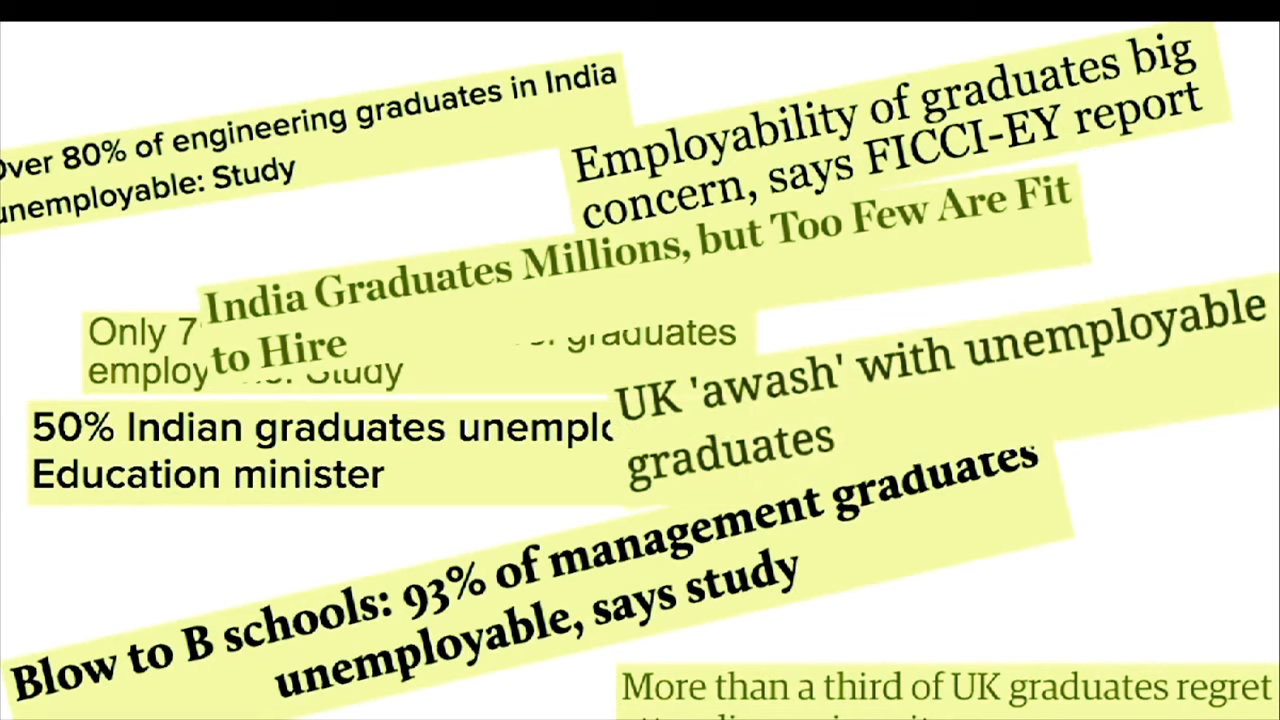 Over 80% of engineering graduates in India
unemployable: Study
Employability of graduates big
concern, says FICCI-EY report
India Graduates Millions, but Too Few Are Fit
to Hire
Only 7
graduates
employ
Study
50% Indian graduates
Education minister
UK 'awash' with unemployable
graduates
Blow to B schools: 93% of management graduates
unemployable, says study
More than a third of UK graduates regret